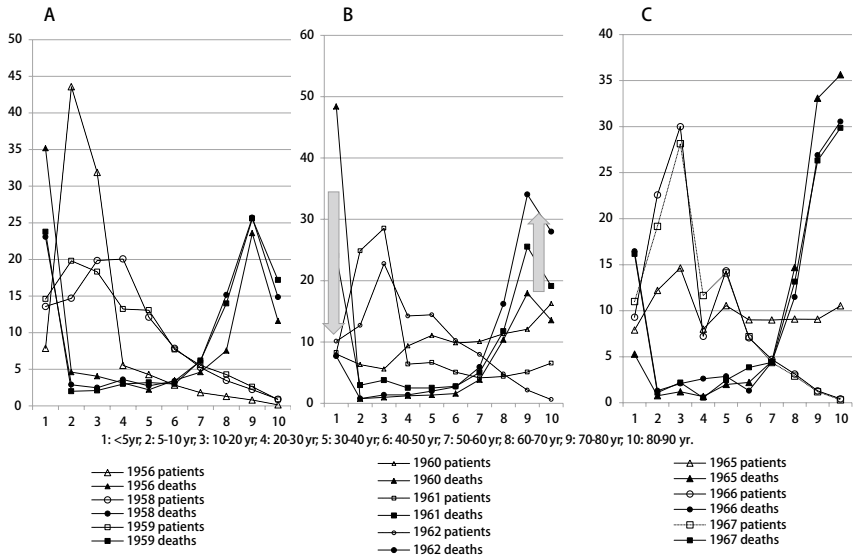 A
B
C
50
45
40
35
30
25
20
15
10
5
0
1 2 3 4 5 6 7 8 9 10
60
50
40
30
20
10
0
1 2 3 4 5 6 7 8 9 10
40
35
30
25
20
15
10
5
0
1 2 3 4 5 6 7 8 9 10
1: <5yr; 2: 5-10 yr; 3: 10-20 yr; 4: 20-30 yr; 5: 30-40 yr; 6: 40-50 yr; 7: 50-60 yr; 8: 60-70 yr; 9: 70-80 yr; 10: 80-90 yr.
1956 patients
1956 deaths
1958 patients
1958 deaths
1959 patients
1959 deaths
1960 patients
1960 deaths
1961 patients
1961 deaths
1962 patients
1962 deaths
1965 patients
1965 deaths
1966 patients
1966 deaths
1967 patients
1967 deaths